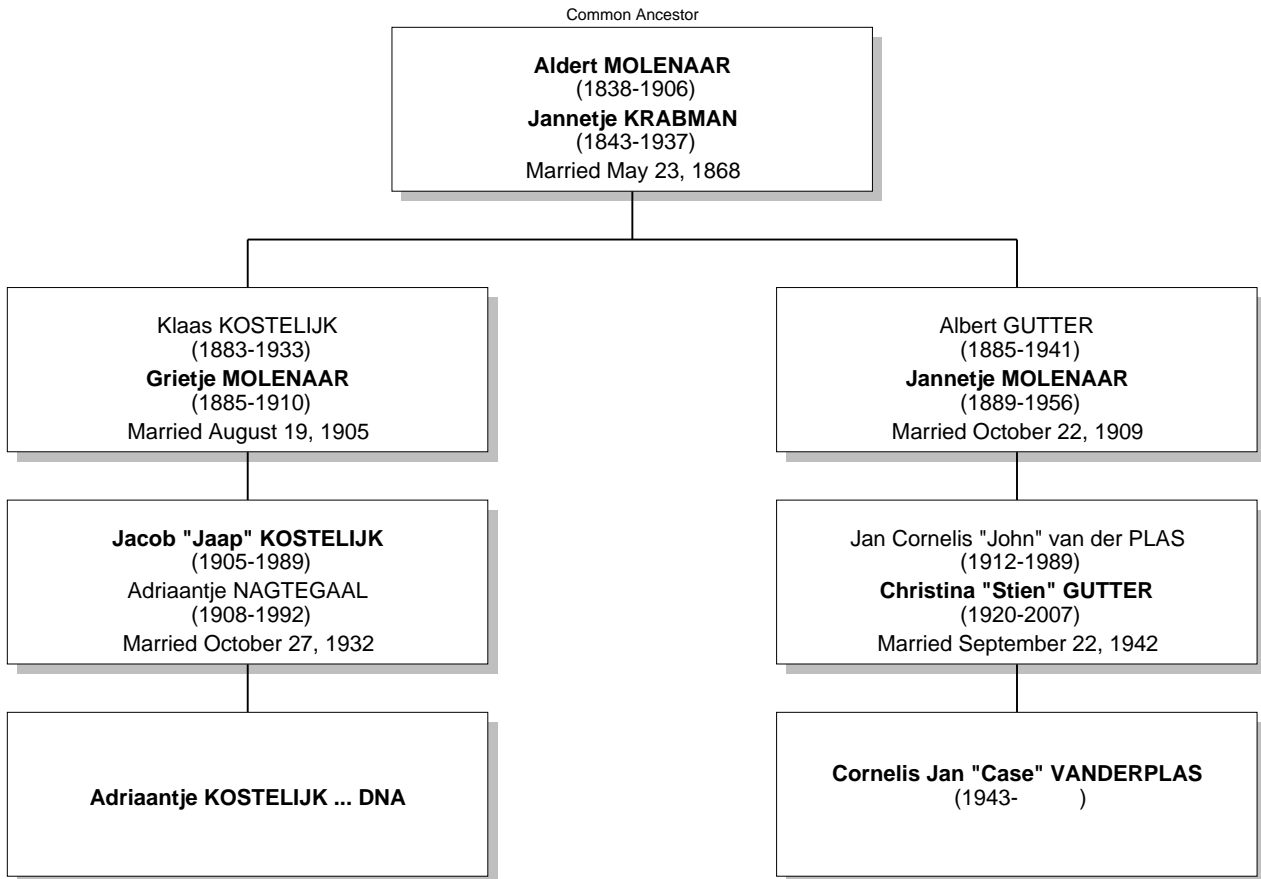 Common Ancestor
Aldert MOLENAAR
(1838-1906)
Jannetje KRABMAN
(1843-1937)
Married May 23, 1868
Klaas KOSTELIJK
(1883-1933)
Grietje MOLENAAR
(1885-1910)
Married August 19, 1905
Albert GUTTER
(1885-1941)
Jannetje MOLENAAR
(1889-1956)
Married October 22, 1909
Jacob "Jaap" KOSTELIJK
(1905-1989)
Adriaantje NAGTEGAAL
(1908-1992)
Married October 27, 1932
Jan Cornelis "John" van der PLAS
(1912-1989)
Christina "Stien" GUTTER
(1920-2007)
Married September 22, 1942
Adriaantje KOSTELIJK ... DNA
Cornelis Jan "Case" VANDERPLAS
(1943- )